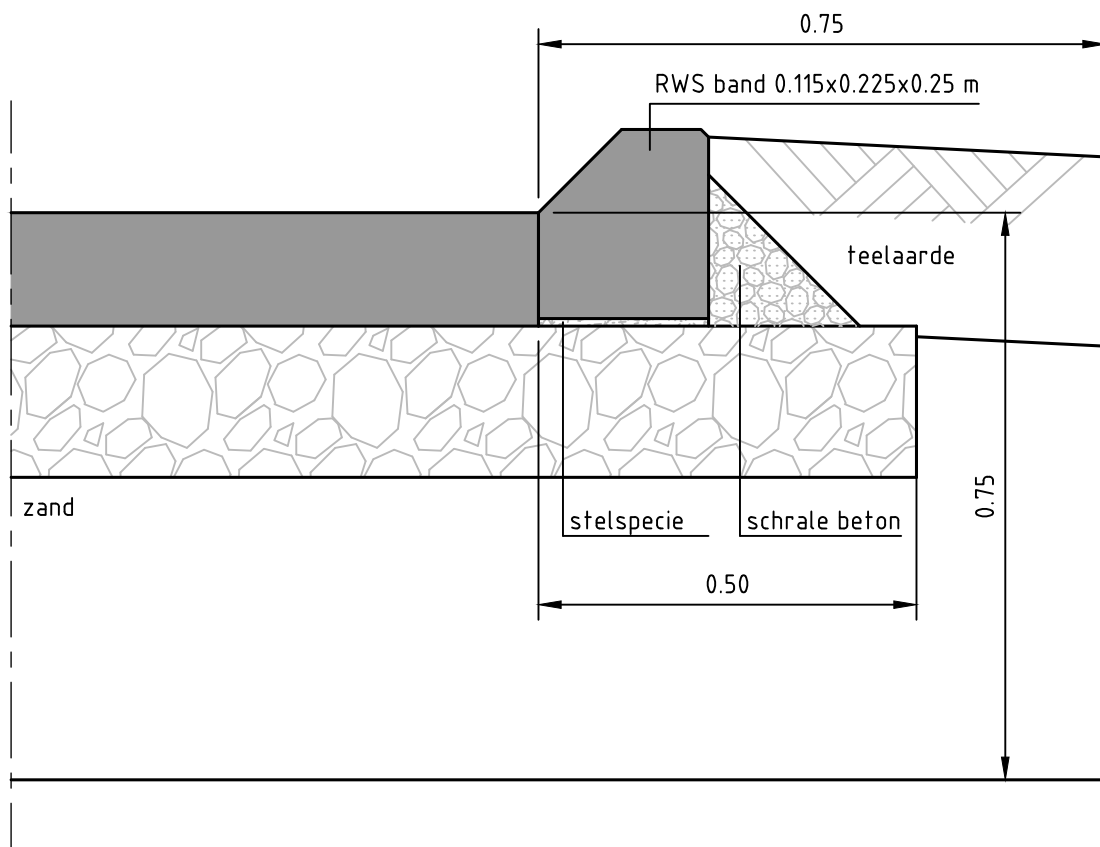 0.75
RWS band 0.115x0.225x0.25 m
teelaarde
zand
0.75
stelspecie
schrale beton
0.50